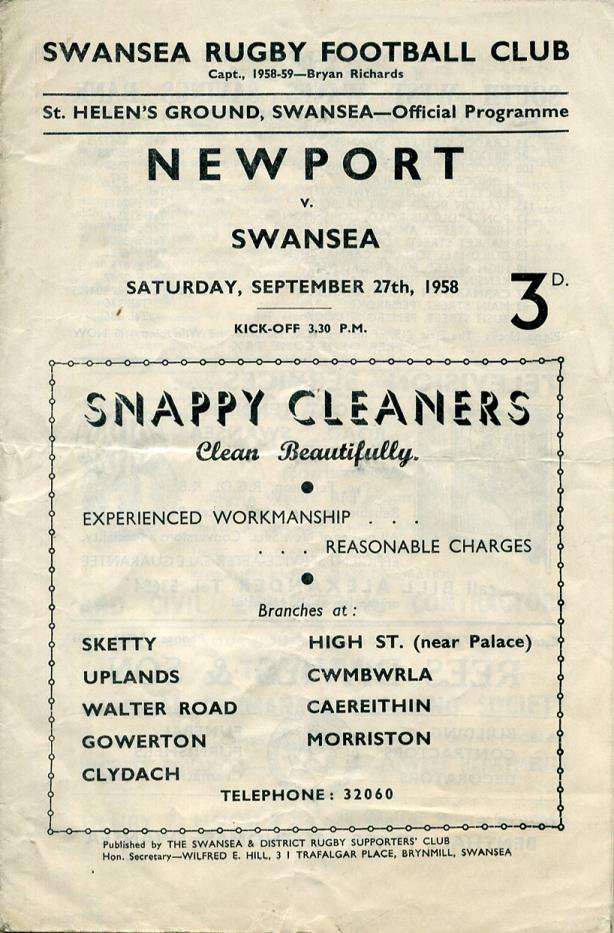 SWANSEA RUGBY FOOTBALL CLUB
Capt., 1958-59—Bryan Richards
St. HELEN'S GROUND, SWANSEA—Official Programme
NEWPORT
v.
SWANSEA
SATURDAY, SEPTEMBER 27th, 1958
3D.
KICK-OFF 3.30 P.M.
SNAPPY CLEANERS
Clean Beautifully.
EXPERIENCED WORKMANSHIP . . .
. . . REASONABLE CHARGES
Branches at :
SKETTY HIGH ST. (near Palace)
UPLANDS CWMBWRLA
WALTER ROAD CAEREITHIN
GOWERTON MORRISTON
CLYDACH
TELEPHONE : 32060
Published by THE SWANSEA & DISTRICT RUGBY SUPPORTERS' CLUB
Hon. Secretary—WILFRED E. HILL, 3 1 TRAFALGAR PLACE, BRYNMILL, SWANSEA